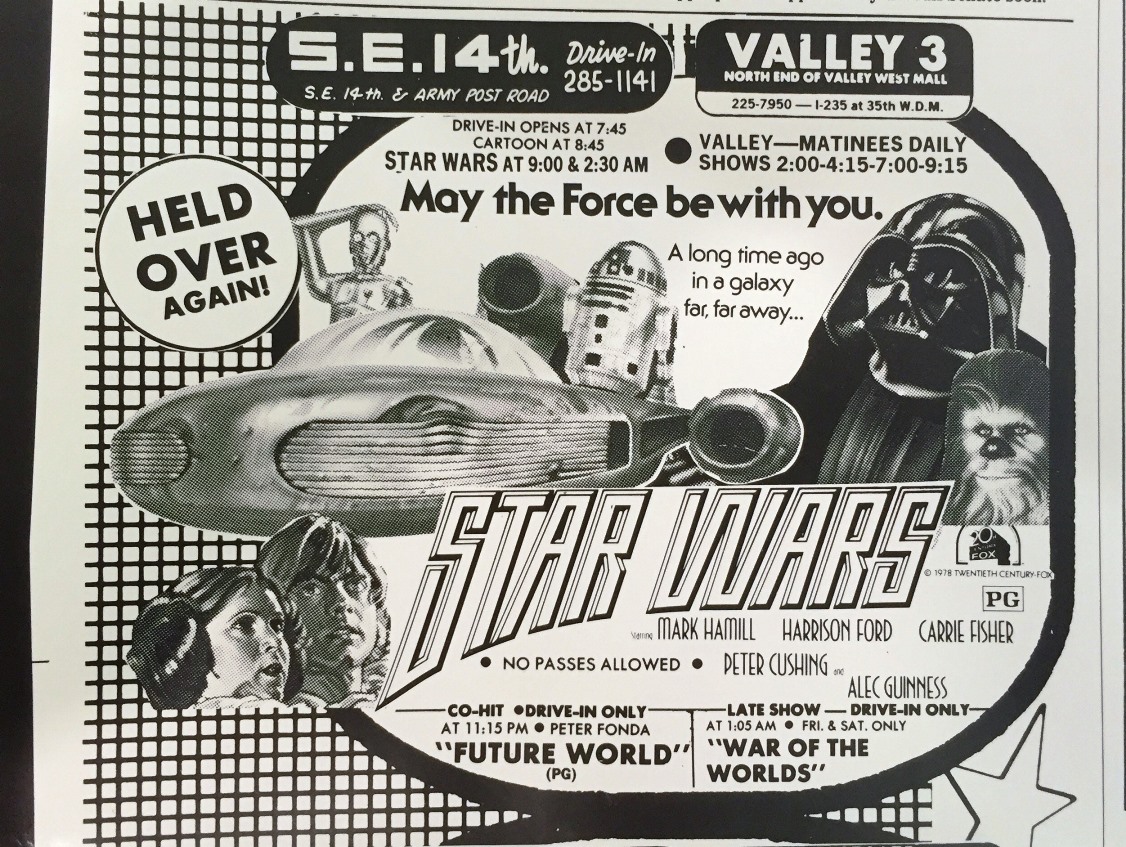 S.E.14th.
Drive-In
285-1141
S.E. 14th. & ARMY POST ROAD
VALLEY 3
NORTH END OF VALLEY WEST MALL
225-7950 — I-235 at 35th W.D.M.
DRIVE-IN OPENS AT 7:45
CARTOON AT 8:45
STAR WARS AT 9:00 & 2:30 AM
● VALLEY—MATINEES DAILY
SHOWS 2:00-4:15-7:00-9:15
HELD
OVER
AGAIN!
May the Force be with you.
A long time ago
in a galaxy
far, far away...
STAR WARS
20th
CENTURY
FOX
© 1978 TWENTIETH CENTURY-FOX
PG
Starring MARK HAMILL HARRISON FORD CARRIE FISHER
● NO PASSES ALLOWED ●
PETER CUSHING and
ALEC GUINNESS
CO-HIT ●DRIVE-IN ONLY
AT 11:15 PM ● PETER FONDA
"FUTURE WORLD"
(PG)
LATE SHOW — DRIVE-IN ONLY
AT 1:05 AM ● FRI. & SAT. ONLY
"WAR OF THE
WORLDS"